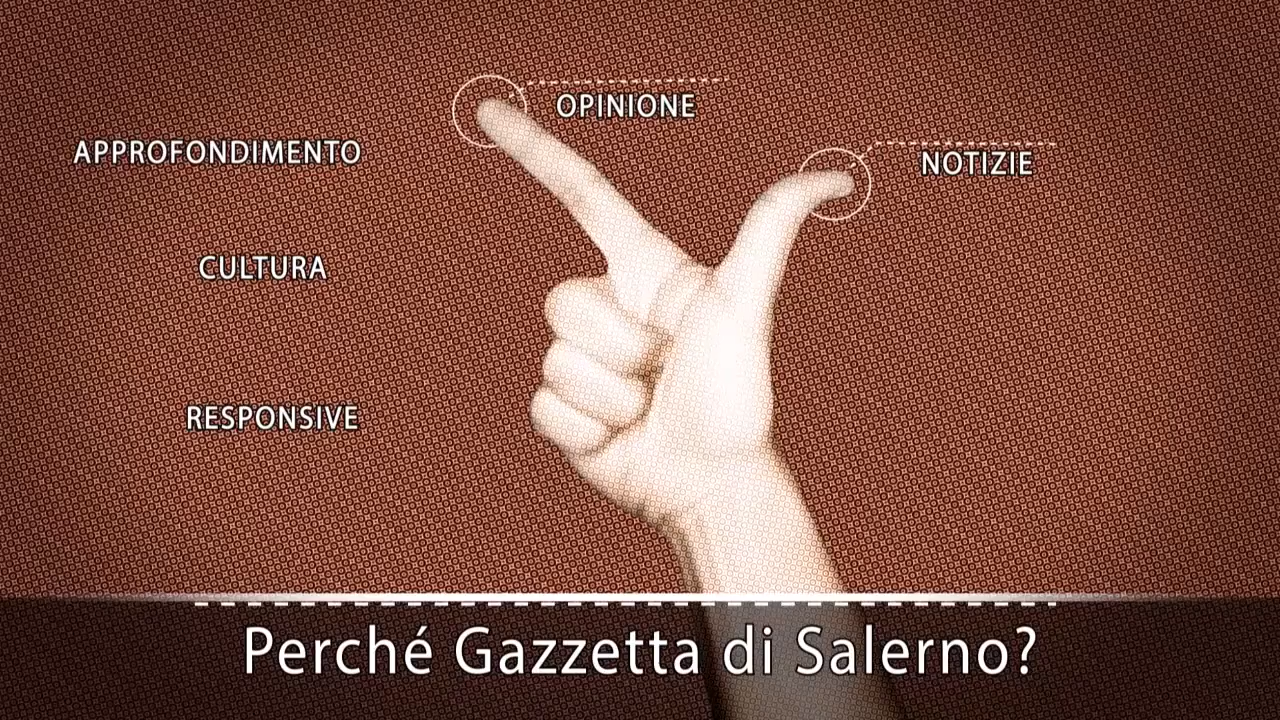 OPINIONE
APPROFONDIMENTO
NOTIZIE
CULTURA
RESPONSIVE
Perché Gazzetta di Salerno?